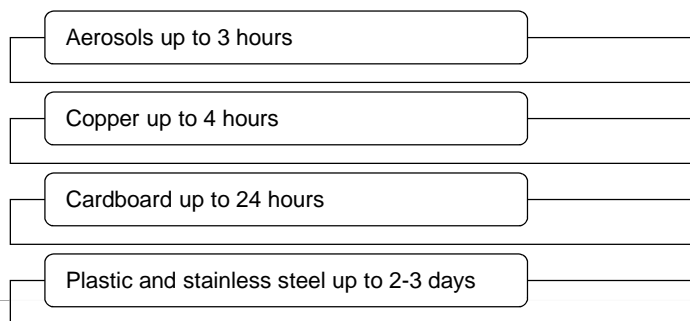 Aerosols up to 3 hours
Copper up to 4 hours
Cardboard up to 24 hours
Plastic and stainless steel up to 2-3 days